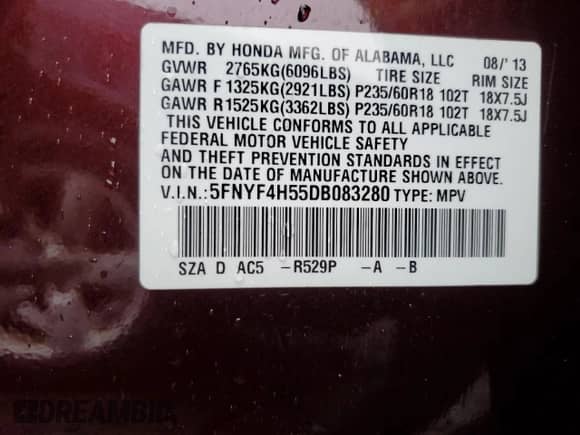 MFD. BY HONDA MFG. OF ALABAMA, LLC 08/'13
GVWR 2765KG(6096LBS) TIRE SIZE RIM SIZE
GAWR F 1325KG(2921LBS) P235/60R18 102T 18X7.5J
GAWR R1525KG(3362LBS) P235/60R18 102T 18X7.5J
THIS VEHICLE CONFORMS TO ALL APPLICABLE
FEDERAL MOTOR VEHICLE SAFETY
AND THEFT PREVENTION STANDARDS IN EFFECT
ON THE DATE OF MANUFACTURE SHOWN ABOVE.
V.I.N.: 5FNYF4H55DB083280 TYPE: MPV
SZA D AC5 –R529P –A –B
DREAMBID